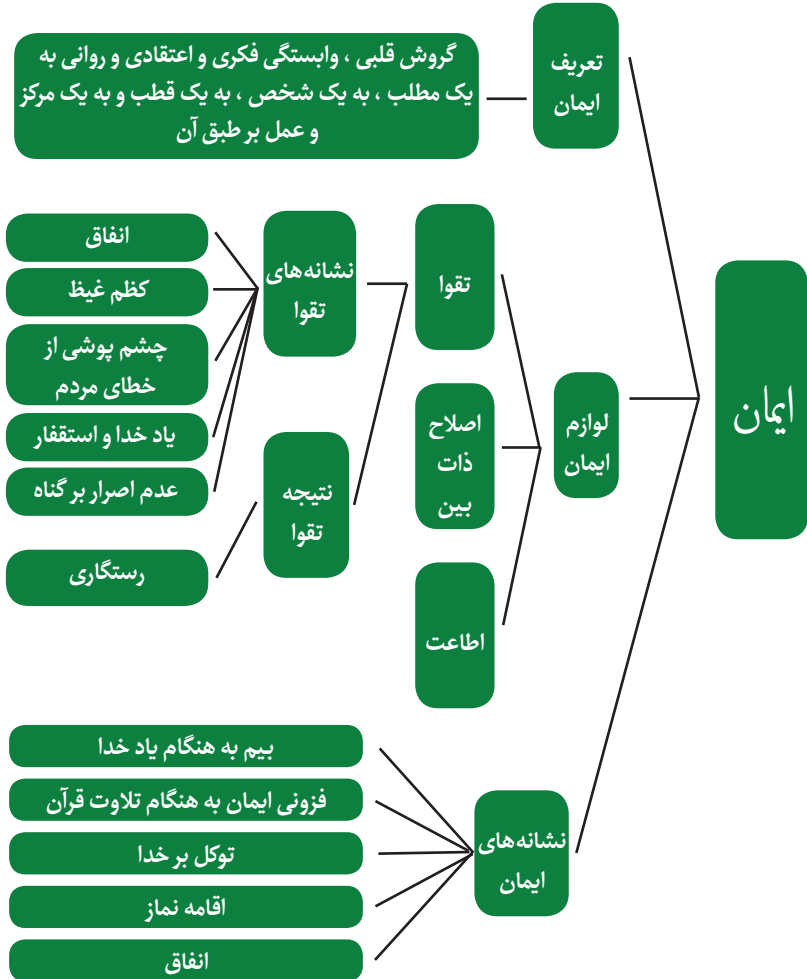 ایمان
تعریف
ایمان
گروش قلبی ، وابستگی فکری و اعتقادی و روانی به
یک مطلب ، به یک شخص ، به یک قطب و به یک مرکز
و عمل بر طبق آن
لوازم
ایمان
تقوا
نشانه‌های
تقوا
انفاق
کظم غیظ
چشم پوشی از
خطای مردم
یاد خدا و استقفار
عدم اصرار بر گناه
نتیجه
تقوا
رستگاری
اصلاح
ذات
بین
اطاعت
نشانه‌های
ایمان
بیم به هنگام یاد خدا
فزونی ایمان به هنگام تلاوت قرآن
توکل بر خدا
اقامه نماز
انفاق